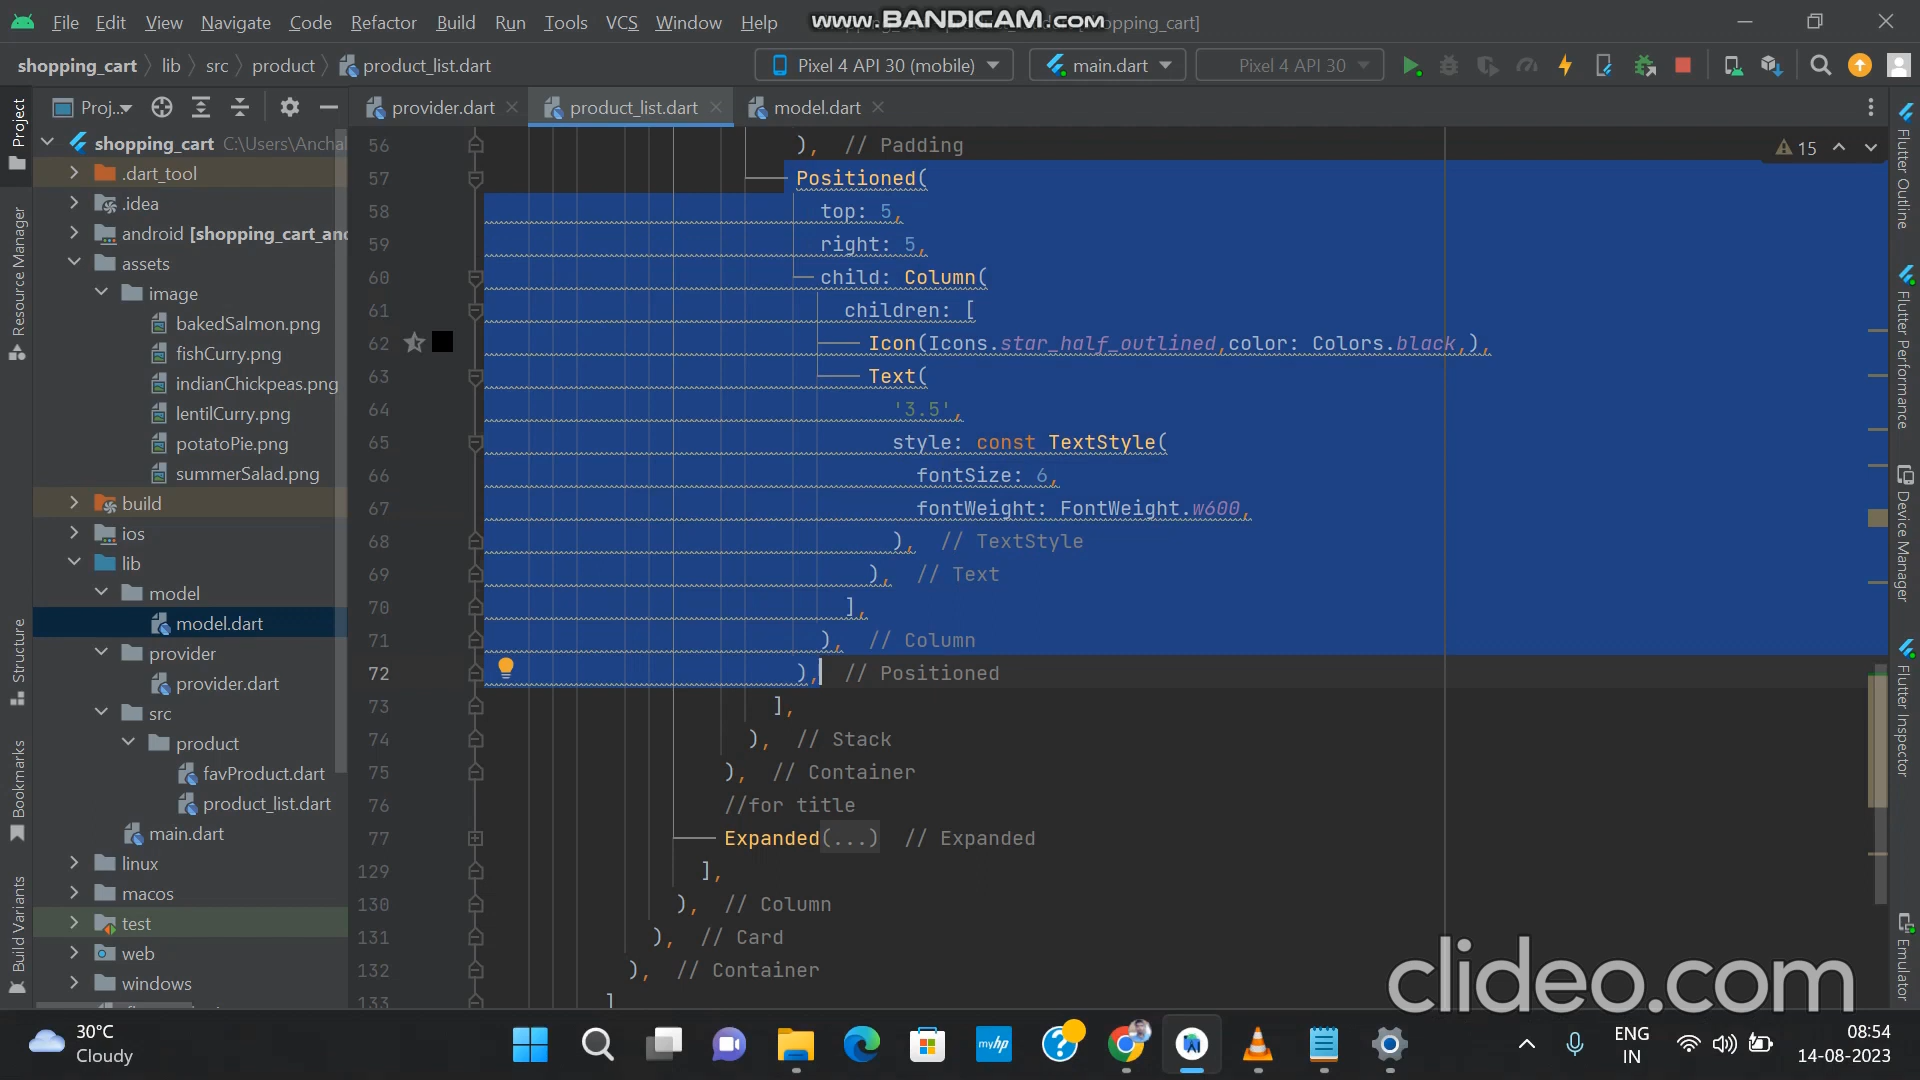 File Edit View Navigate Code Refactor Build Run Tools VCS Window Help
www.BANDICAM.com
shopping_cart]
shopping_cart lib src product product_list.dart
Pixel 4 API 30 (mobile) main.dart Pixel 4 API 30
Proj...
provider.dart product_list.dart model.dart
shopping_cart C:\Users\Anchal
.dart_tool
.idea
android [shopping_cart_and
assets
image
bakedSalmon.png
fishCurry.png
indianChickpeas.png
lentilCurry.png
potatoPie.png
summerSalad.png
build
ios
lib
model
model.dart
provider
provider.dart
src
product
favProduct.dart
product_list.dart
main.dart
linux
macos
test
web
windows
Project
Resource Manager
Structure
Bookmarks
Build Variants
15
56 ), // Padding
57 Positioned(
58 top: 5,
59 right: 5,
60 child: Column(
61 children: [
62 Icon(Icons.star_half_outlined,color: Colors.black,),
63 Text(
64 '3.5',
65 style: const TextStyle(
66 fontSize: 6,
67 fontWeight: FontWeight.w600,
68 ), // TextStyle
69 ), // Text
70 ],
71 ), // Column
72 ), // Positioned
73 ],
74 ), // Stack
75 ), // Container
76 //for title
77 Expanded(...) // Expanded
129 ],
130 ), // Column
131 ), // Card
132 ), // Container
133 ]
Flutter Outline
Flutter Performance
Device Manager
Flutter Inspector
Emulator
clideo.com
30°C
Cloudy
myhp
ENG
IN
08:54
14-08-2023